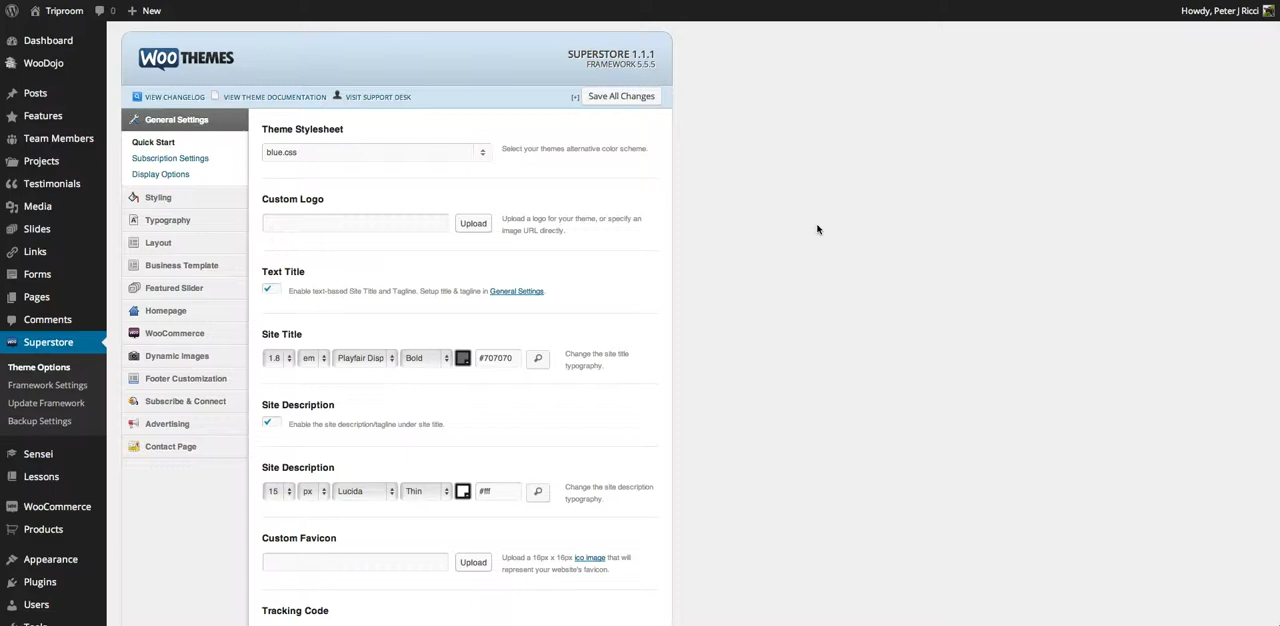 Triproom
0
New
Howdy, Peter J Ricci
Dashboard
WooDojo
Posts
Features
Team Members
Projects
Testimonials
Media
Slides
Links
Forms
Pages
Comments
Superstore
Theme Options
Framework Settings
Update Framework
Backup Settings
Sensei
Lessons
WooCommerce
Products
Appearance
Plugins
Users
WOO THEMES
SUPERSTORE 1.1.1
FRAMEWORK 5.5.5
VIEW CHANGELOG
VIEW THEME DOCUMENTATION
VISIT SUPPORT DESK
[+]
Save All Changes
General Settings
Quick Start
Subscription Settings
Display Options
Styling
Typography
Layout
Business Template
Featured Slider
Homepage
WooCommerce
Dynamic Images
Footer Customization
Subscribe & Connect
Advertising
Contact Page
Theme Stylesheet
blue.css
Select your themes alternative color scheme.
Custom Logo
Upload
Upload a logo for your theme, or specify an
image URL directly.
Text Title
Enable text-based Site Title and Tagline. Setup title & tagline in General Settings.
Site Title
1.8 em Playfair Disp Bold #707070
Change the site title
typography.
Site Description
Enable the site description/tagline under site title.
Site Description
15 px Lucida Thin #fff
Change the site description
typography.
Custom Favicon
Upload
Upload a 16px x 16px ico image that will
represent your website's favicon.
Tracking Code